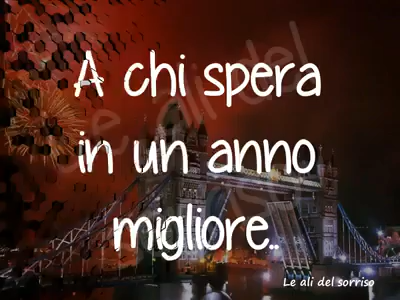 A chi spera
in un anno
migliore..
Le ali del sorriso